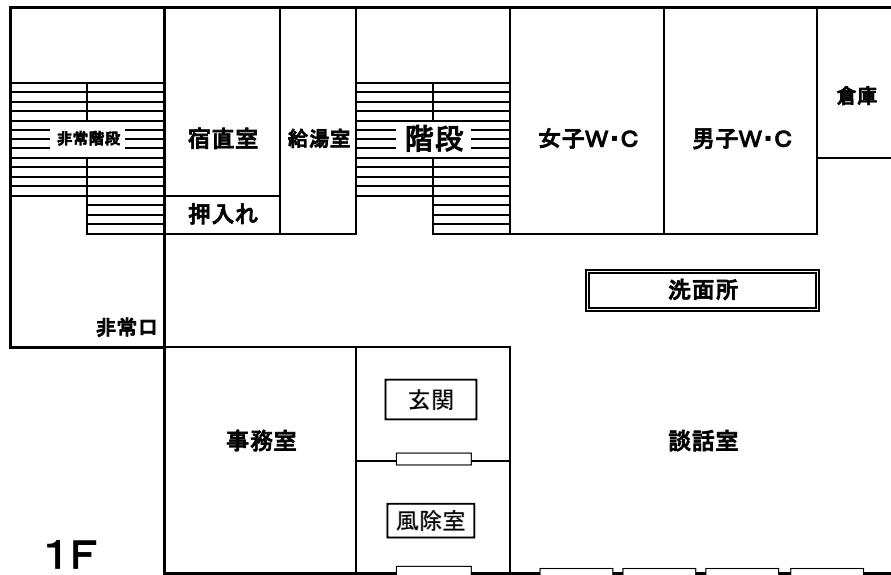 倉庫
非常階段
宿直室
給湯室
階段
女子W・C
男子W・C
押入れ
洗面所
非常口
玄関
事務室
談話室
風除室
1F